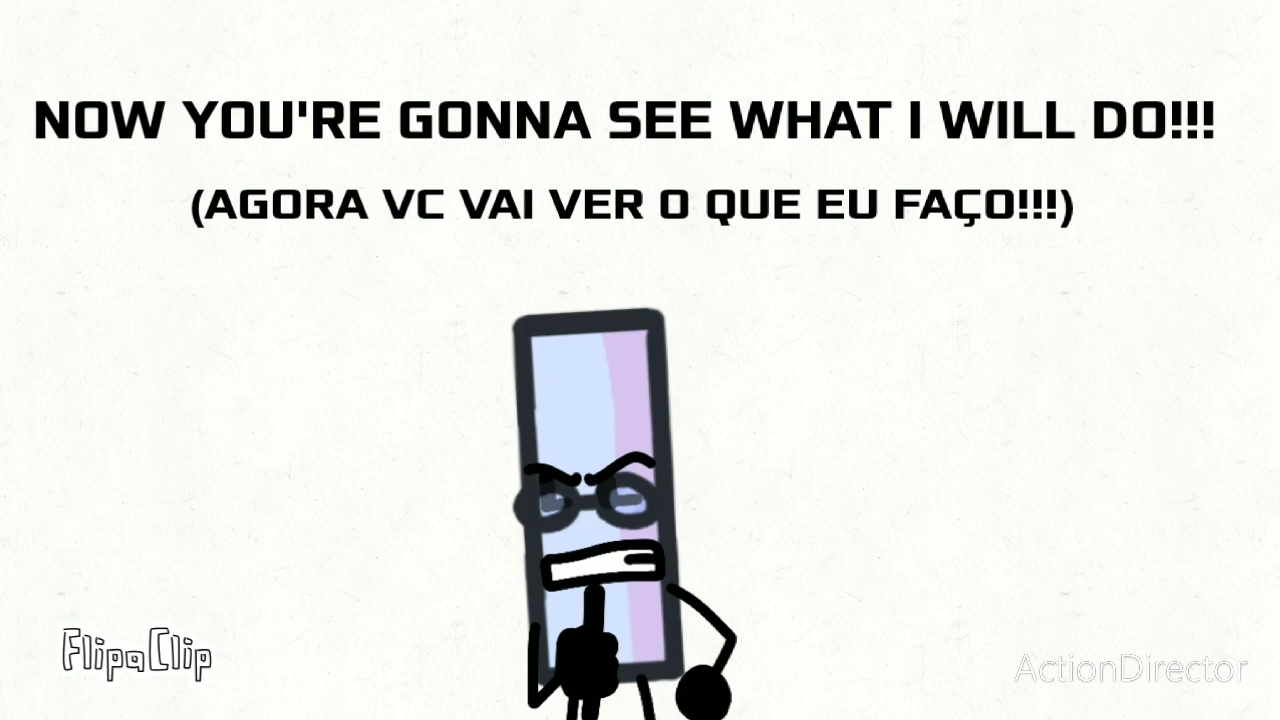 NOW YOU'RE GONNA SEE WHAT I WILL DO!!!
(AGORA VC VAI VER O QUE EU FAÇO!!!)
FlipaClip
ActionDirector